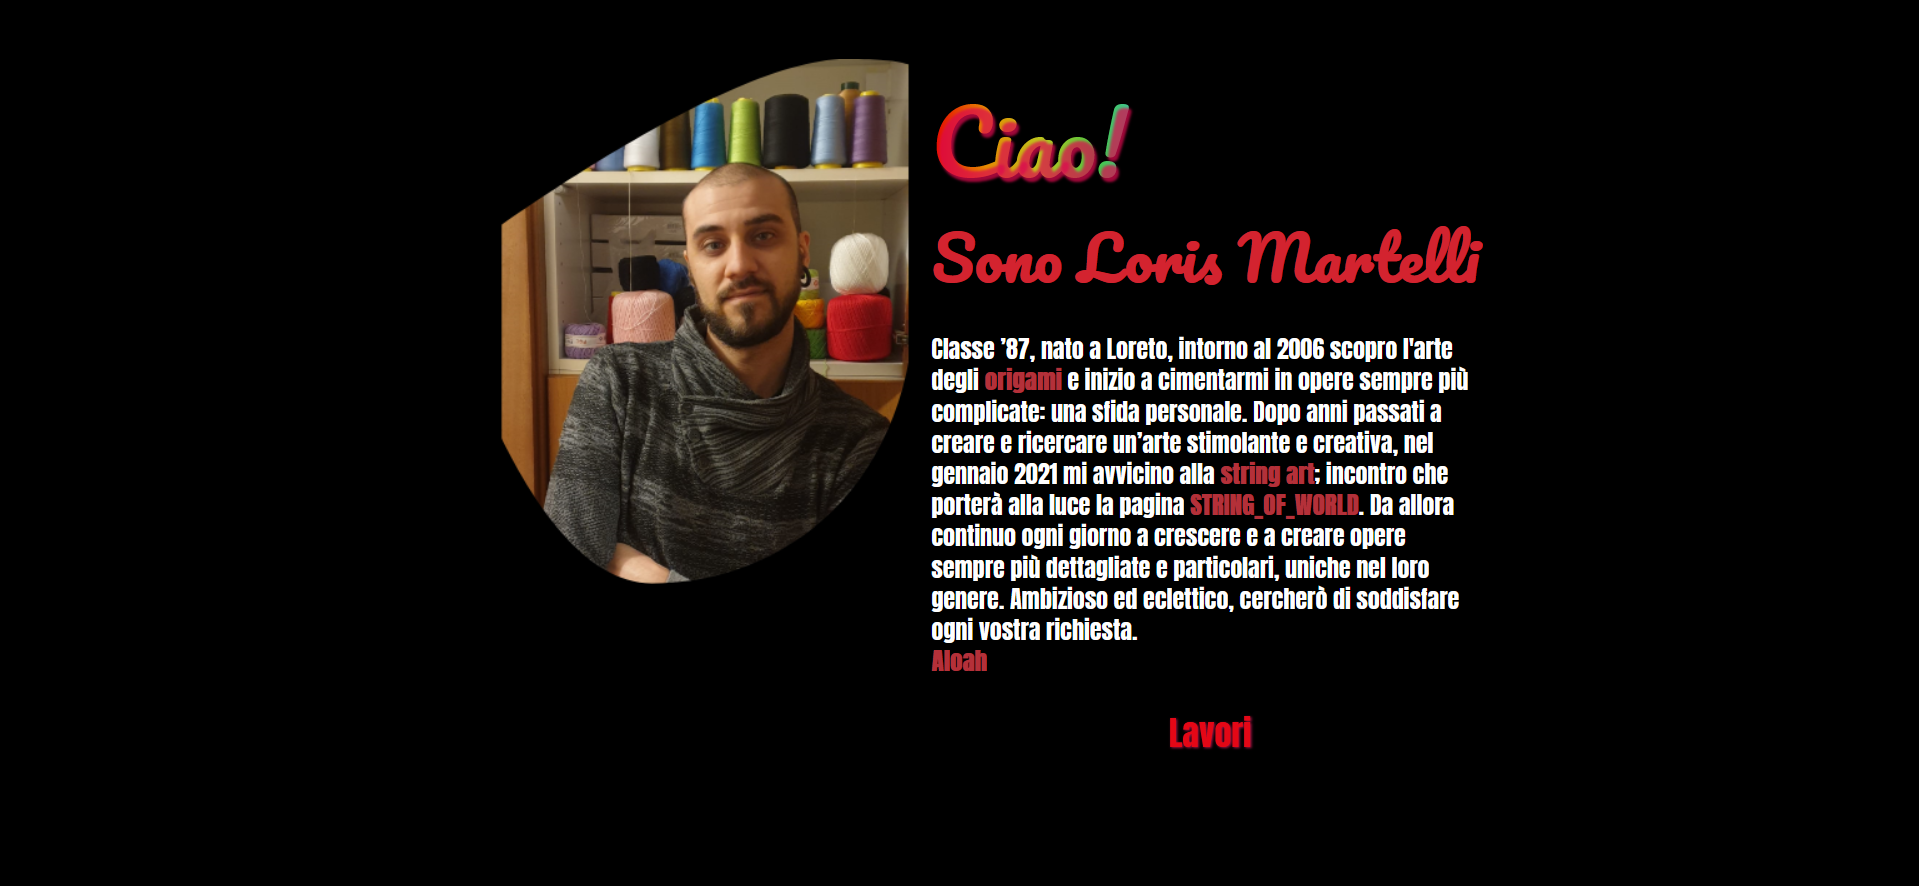 Ciao!
Sono Loris Martelli
Classe ’87, nato a Loreto, intorno al 2006 scopro l'arte
degli origami e inizio a cimentarmi in opere sempre più
complicate: una sfida personale. Dopo anni passati a
creare e ricercare un’arte stimolante e creativa, nel
gennaio 2021 mi avvicino alla string art; incontro che
porterà alla luce la pagina STRING_OF_WORLD. Da allora
continuo ogni giorno a crescere e a creare opere
sempre più dettagliate e particolari, uniche nel loro
genere. Ambizioso ed eclettico, cercherò di soddisfare
ogni vostra richiesta.
Aloah
Lavori